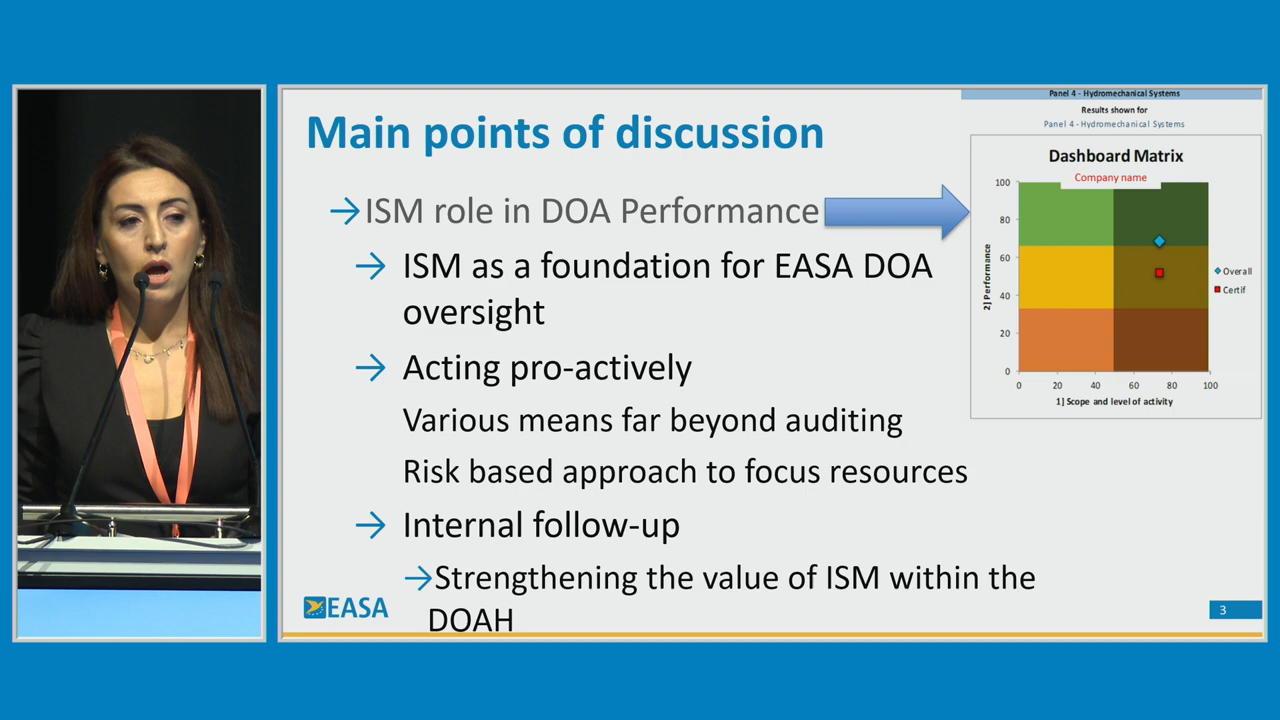 Main points of discussion
→ISM role in DOA Performance
→ ISM as a foundation for EASA DOA
oversight
→ Acting pro-actively
Various means far beyond auditing
Risk based approach to focus resources
→ Internal follow-up
→Strengthening the value of ISM within the
DOAH
EASA
3
Panel 4 - Hydromechanical Systems
Results shown for
Panel 4 - Hydromechanical Systems
Dashboard Matrix
Company name
100
80
60
40
20
0
2] Performance
0 20 40 60 80 100
1] Scope and level of activity
Overall
Certif